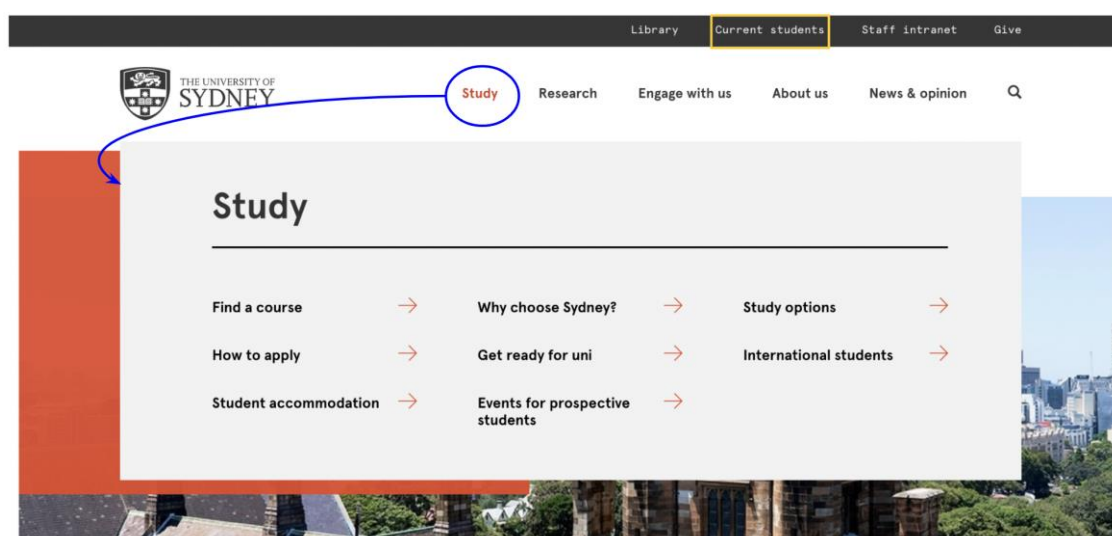 Library Current students Staff intranet Give
THE UNIVERSITY OF
SYDNEY
Study Research Engage with us About us News & opinion
Study
Find a course → Why choose Sydney? → Study options →
How to apply → Get ready for uni → International students →
Student accommodation → Events for prospective →
students